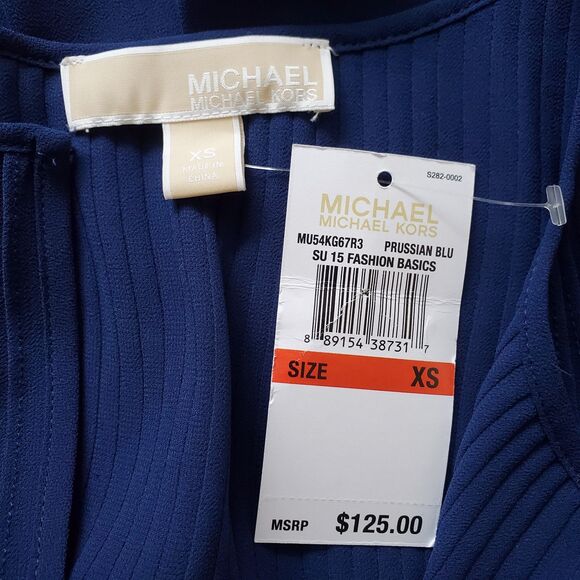 MICHAEL
MICHAEL KORS
XS
MADE IN
CHINA
S282-0002
MICHAEL
MICHAEL KORS
MU54KG67R3 PRUSSIAN BLU
SU 15 FASHION BASICS
8 89154 38731 7
SIZE XS
MSRP $125.00